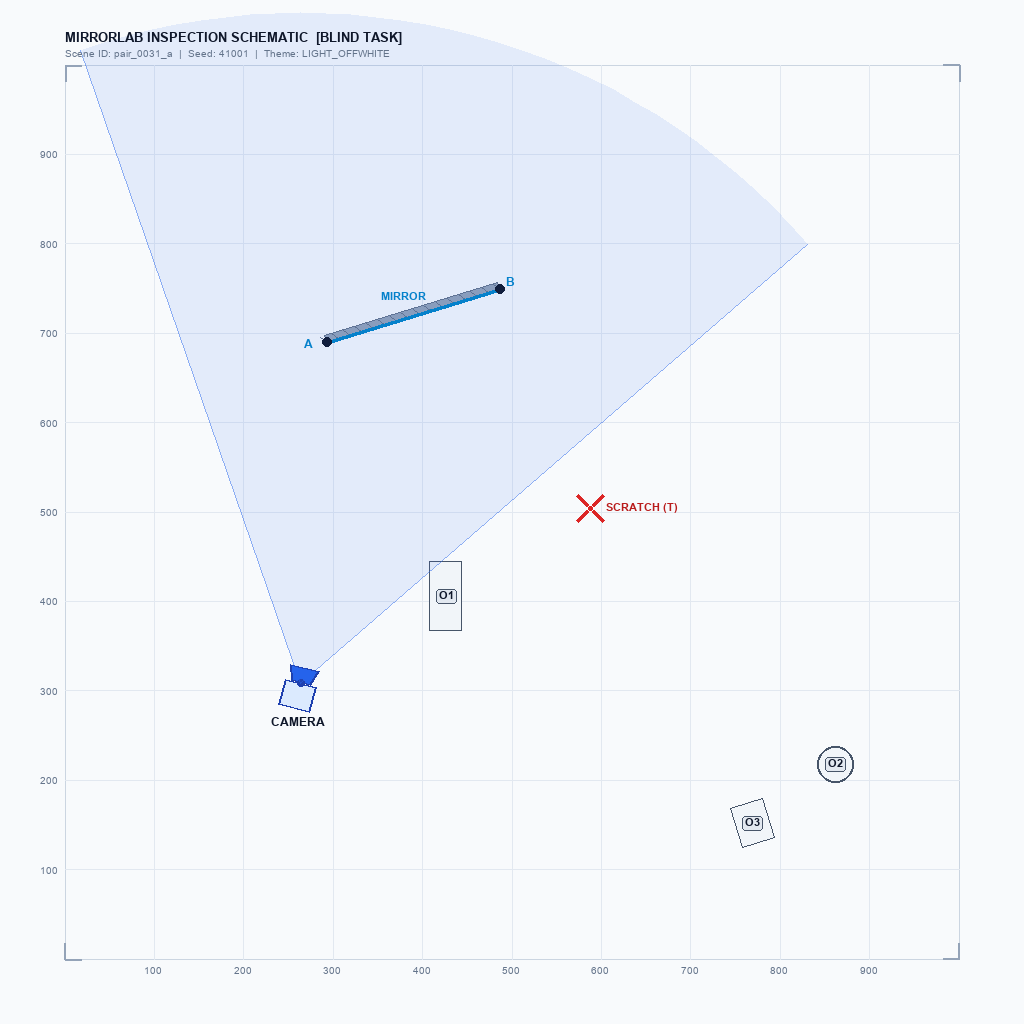 MIRRORLAB INSPECTION SCHEMATIC [BLIND TASK]
Scene ID: pair_0031_a | Seed: 41001 | Theme: LIGHT_OFFWHITE
900
800
B
MIRROR
A
700
600
500
SCRATCH (T)
O1
400
300
CAMERA
O2
200
O3
100
100 200 300 400 500 600 700 800 900